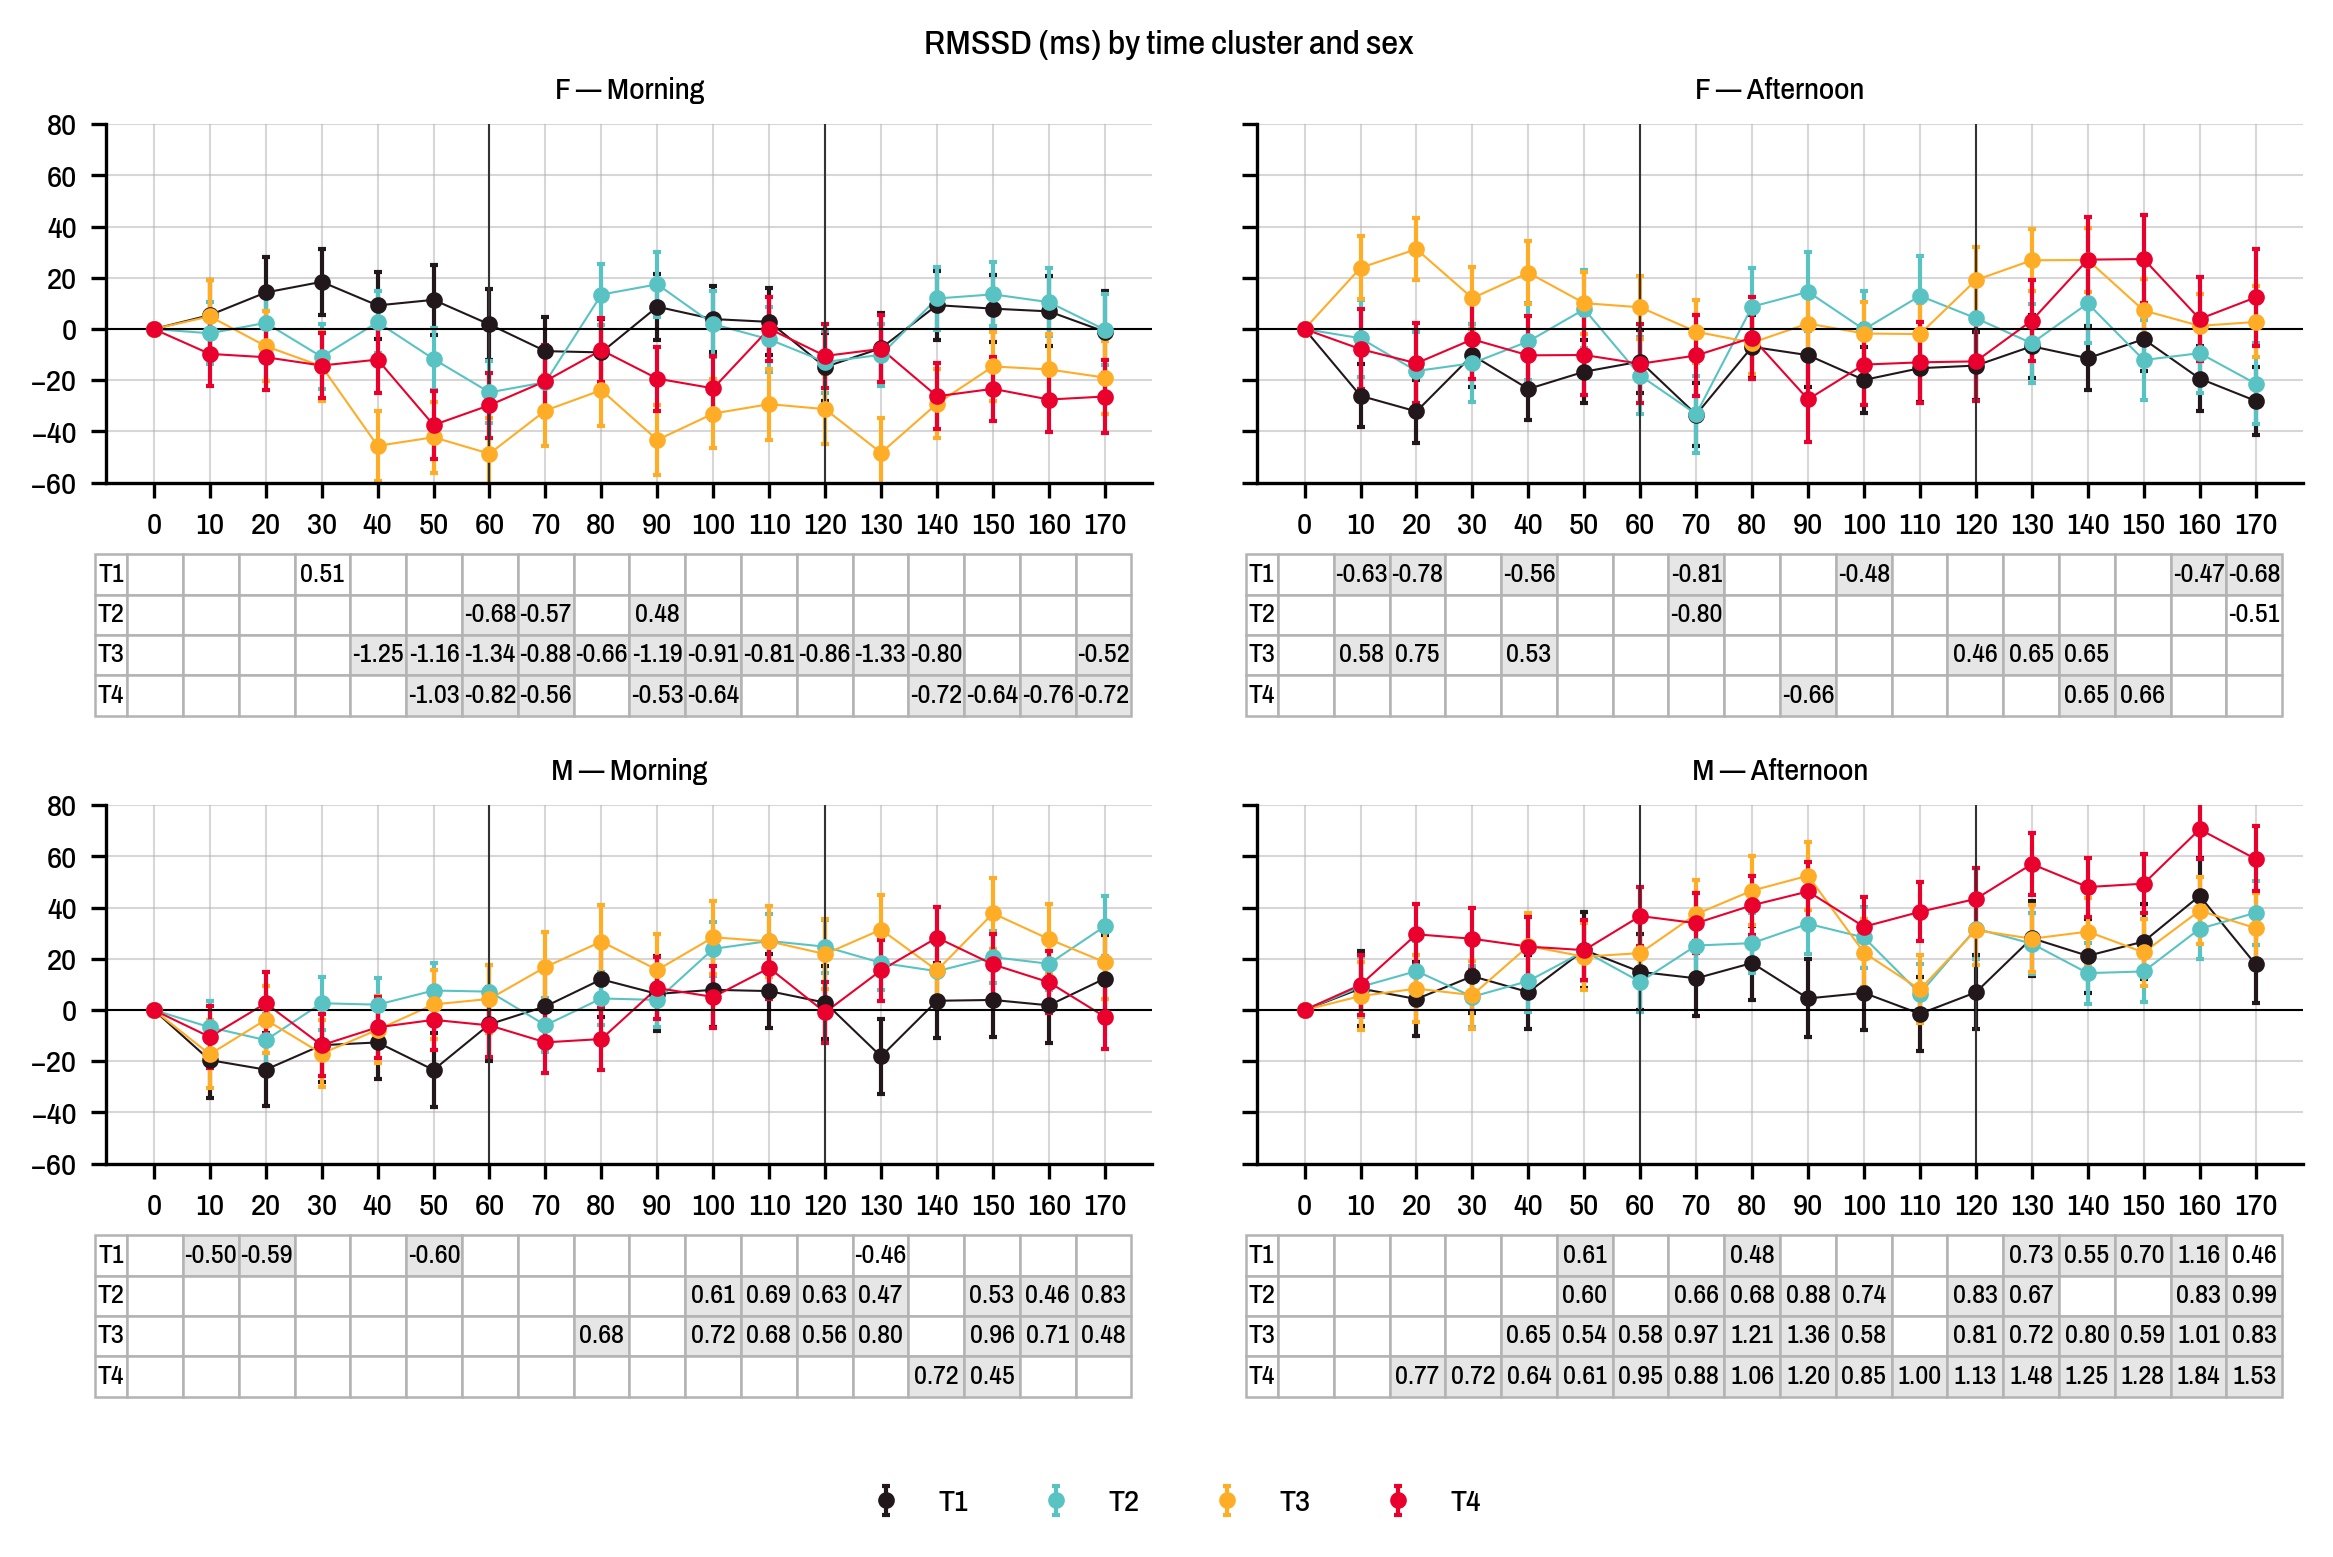 RMSSD (ms) by time cluster and sex
F — Morning
F — Afternoon
80
60
40
20
0
−20
−40
−60
0 10 20 30 40 50 60 70 80 90 100 110 120 130 140 150 160 170
0 10 20 30 40 50 60 70 80 90 100 110 120 130 140 150 160 170
T1 0.51
T2 -0.68 -0.57 0.48
T3 -1.25 -1.16 -1.34 -0.88 -0.66 -1.19 -0.91 -0.81 -0.86 -1.33 -0.80 -0.52
T4 -1.03 -0.82 -0.56 -0.53 -0.64 -0.72 -0.64 -0.76 -0.72
T1 -0.63 -0.78 -0.56 -0.81 -0.48 -0.47 -0.68
T2 -0.80 -0.51
T3 0.58 0.75 0.53 0.46 0.65 0.65
T4 -0.66 0.65 0.66
M — Morning
M — Afternoon
80
60
40
20
0
−20
−40
−60
0 10 20 30 40 50 60 70 80 90 100 110 120 130 140 150 160 170
0 10 20 30 40 50 60 70 80 90 100 110 120 130 140 150 160 170
T1 -0.50 -0.59 -0.60 -0.46
T2 0.61 0.69 0.63 0.47 0.53 0.46 0.83
T3 0.68 0.72 0.68 0.56 0.80 0.96 0.71 0.48
T4 0.72 0.45
T1 0.61 0.48 0.73 0.55 0.70 1.16 0.46
T2 0.60 0.66 0.68 0.88 0.74 0.83 0.67 0.83 0.99
T3 0.65 0.54 0.58 0.97 1.21 1.36 0.58 0.81 0.72 0.80 0.59 1.01 0.83
T4 0.77 0.72 0.64 0.61 0.95 0.88 1.06 1.20 0.85 1.00 1.13 1.48 1.25 1.28 1.84 1.53
T1 T2 T3 T4